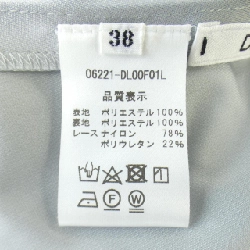 38
06221-DL00F01L
品質表示
表地 ポリエステル100%
裏地 ポリエステル100%
レース ナイロン 78%
ポリウレタン 22%